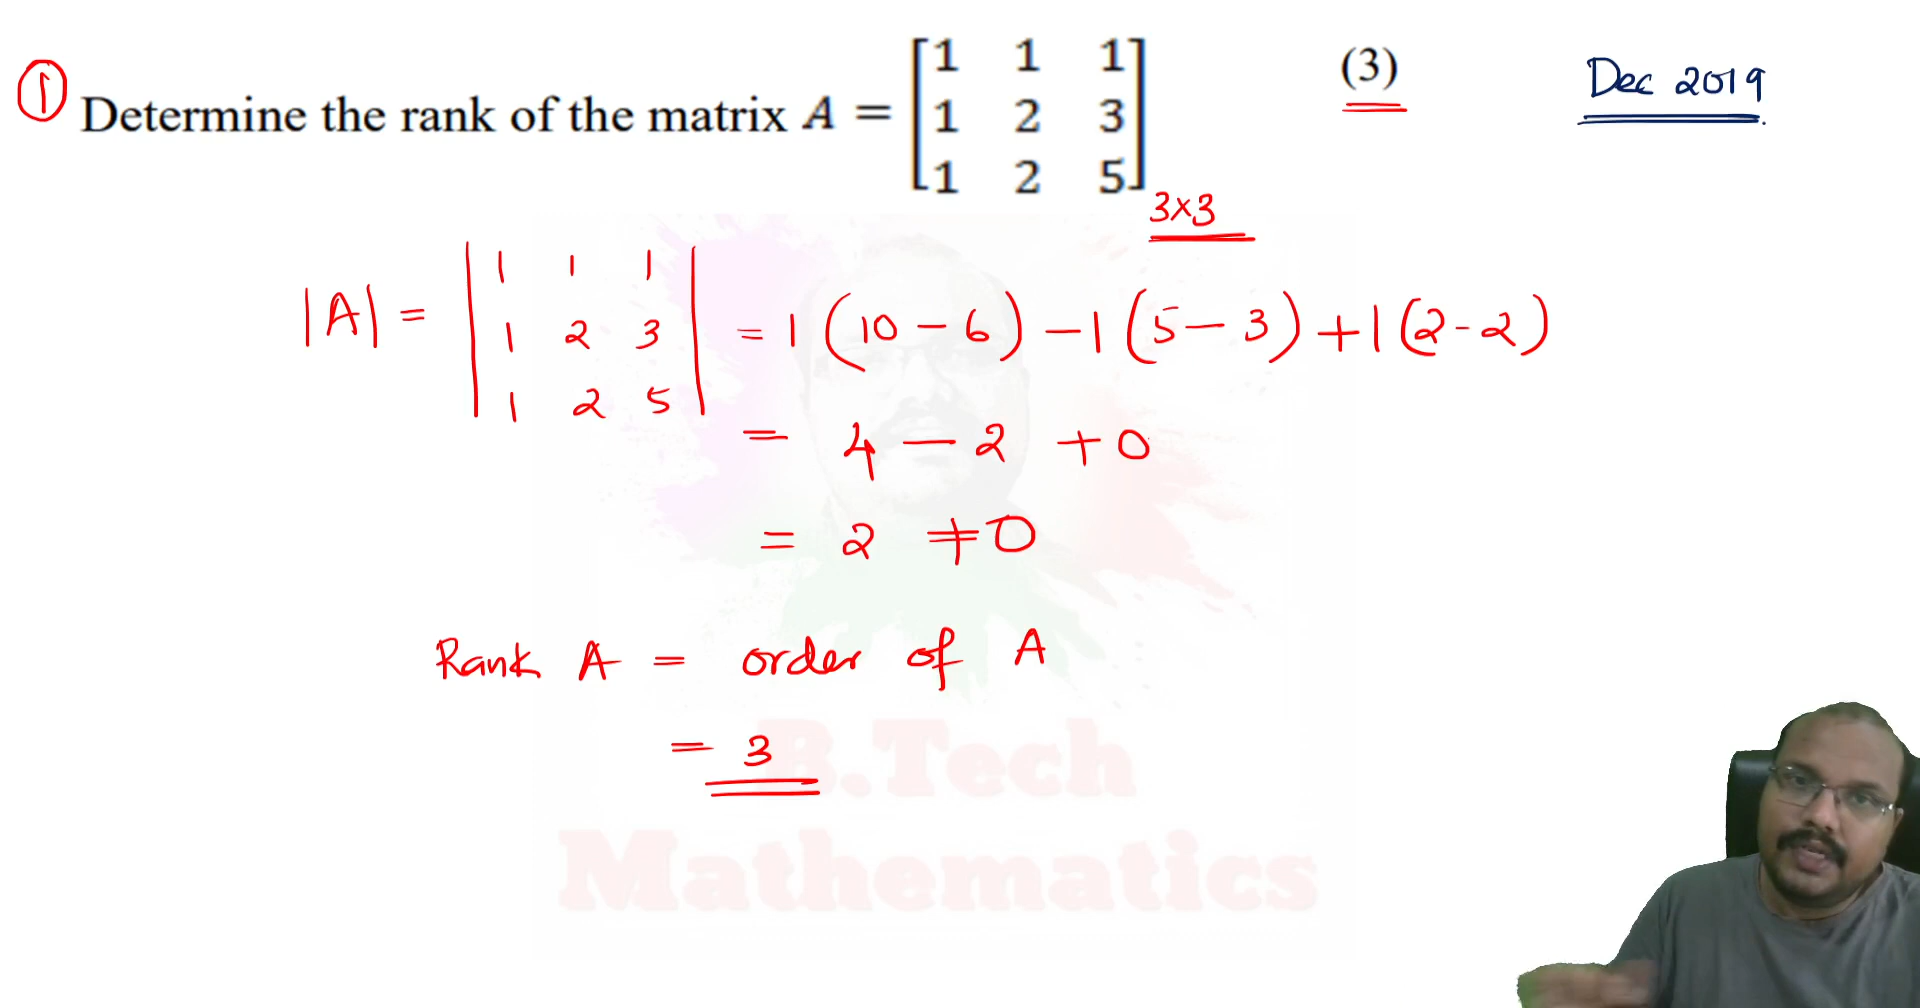 ① Determine the rank of the matrix A = [1 1 1 (3) Dec 2019
1 2 3
1 2 5] 3×3
|A| = | 1 1 1
1 2 3 | = 1 (10 - 6) - 1 (5 - 3) + 1 (2 - 2)
1 2 5
= 4 - 2 + 0
= 2 ≠ 0
Rank A = order of A
= 3
B.Tech
Mathematics